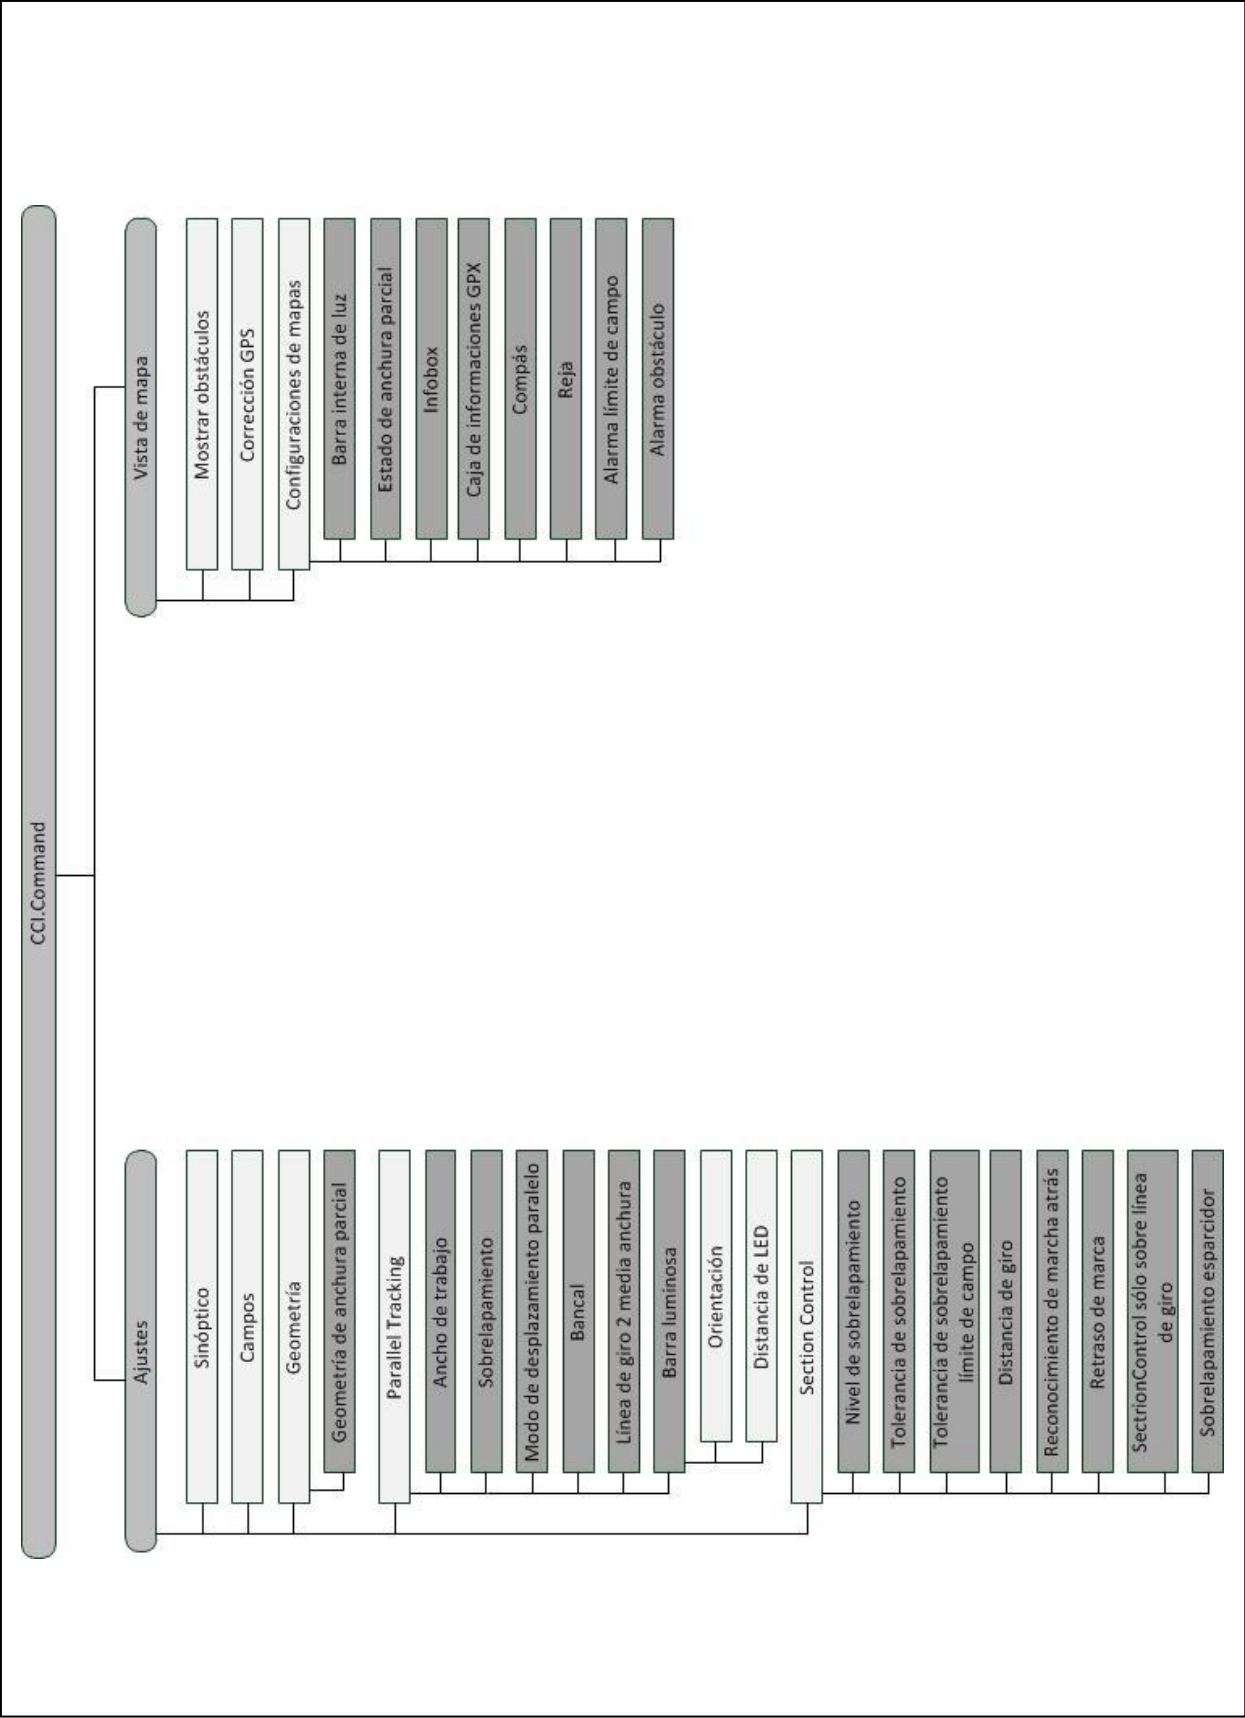 CCI.Command
Ajustes
Sinóptico
Campos
Geometría
Geometría de anchura parcial
Parallel Tracking
Ancho de trabajo
Sobrelapamiento
Modo de desplazamiento paralelo
Bancal
Línea de giro 2 media anchura
Barra luminosa
Orientación
Distancia de LED
Section Control
Nivel de sobrelapamiento
Tolerancia de sobrelapamiento
Tolerancia de sobrelapamiento
límite de campo
Distancia de giro
Reconocimiento de marcha atrás
Retraso de marca
SectrionControl sólo sobre línea
de giro
Sobrelapamiento esparcidor
Vista de mapa
Mostrar obstáculos
Corrección GPS
Configuraciones de mapas
Barra interna de luz
Estado de anchura parcial
Infobox
Caja de informaciones GPX
Compás
Reja
Alarma límite de campo
Alarma obstáculo